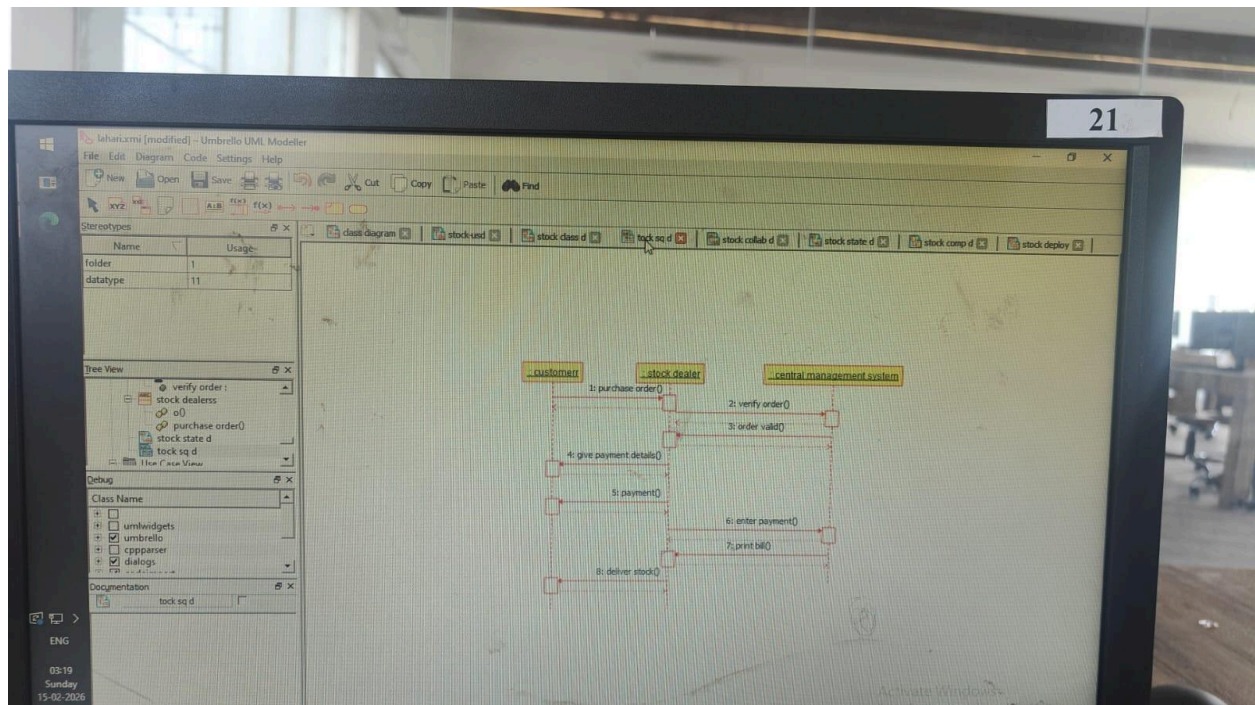 21
lahari.xmi [modified] - Umbrello UML Modeller
File Edit Diagram Code Settings Help
New Open Save Cut Copy Paste Find
XYZ A:B f(x) f(x)
Stereotypes
Name Usage
folder 1
datatype 11
class diagram stock-usd stock class d tock sq d stock collab d stock state d stock comp d stock deploy
Tree View
verify order :
stock dealerss
o()
purchase order()
stock state d
tock sq d
Use Case View
Debug
Class Name
umlwidgets
umbrello
cppparser
dialogs
Documentation
tock sq d
: customerr : stock dealer : central management system
1: purchase order()
2: verify order()
3: order valid()
4: give payment details()
5: payment()
6: enter payment()
7: print bill()
8: deliver stock()
ENG
03:19
Sunday
15-02-2026
Activate Windows